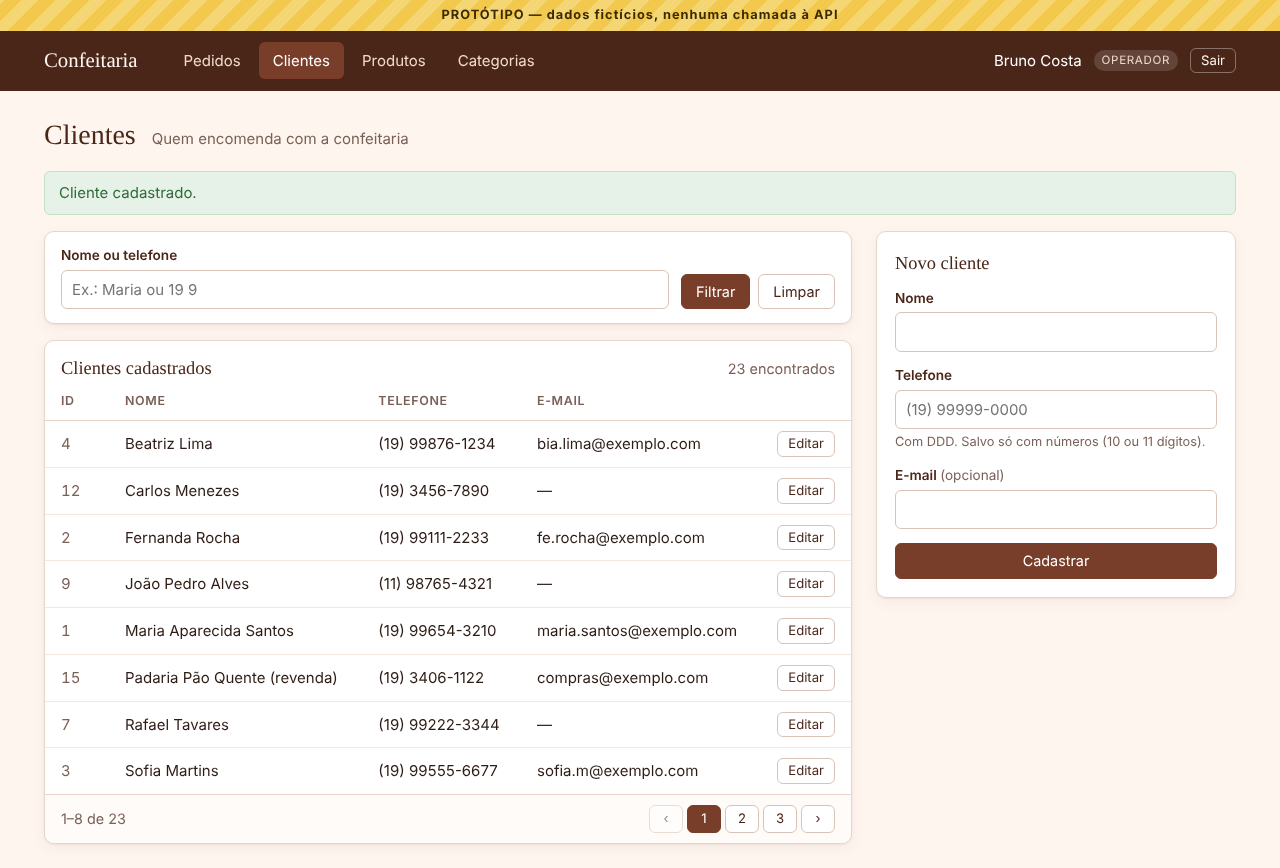 PROTÓTIPO — dados fictícios, nenhuma chamada à API
Confeitaria Pedidos Clientes Produtos Categorias Bruno Costa OPERADOR Sair
Clientes Quem encomenda com a confeitaria
Cliente cadastrado.
Nome ou telefone
Ex.: Maria ou 19 9 Filtrar Limpar
Clientes cadastrados 23 encontrados
ID NOME TELEFONE E-MAIL
4 Beatriz Lima (19) 99876-1234 bia.lima@exemplo.com Editar
12 Carlos Menezes (19) 3456-7890 — Editar
2 Fernanda Rocha (19) 99111-2233 fe.rocha@exemplo.com Editar
9 João Pedro Alves (11) 98765-4321 — Editar
1 Maria Aparecida Santos (19) 99654-3210 maria.santos@exemplo.com Editar
15 Padaria Pão Quente (revenda) (19) 3406-1122 compras@exemplo.com Editar
7 Rafael Tavares (19) 99222-3344 — Editar
3 Sofia Martins (19) 99555-6677 sofia.m@exemplo.com Editar
1–8 de 23 ‹ 1 2 3 ›
Novo cliente
Nome
Telefone
(19) 99999-0000
Com DDD. Salvo só com números (10 ou 11 dígitos).
E-mail (opcional)
Cadastrar